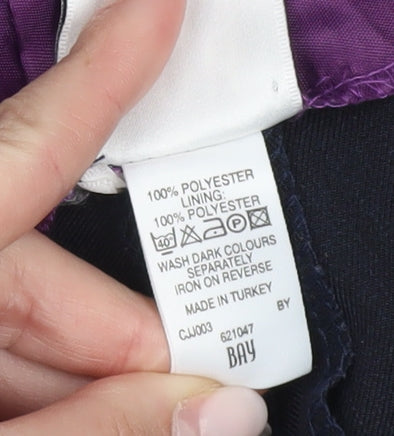 100% POLYESTER
LINING:
100% POLYESTER
40°
P
WASH DARK COLOURS
SEPARATELY
IRON ON REVERSE
MADE IN TURKEY
CJJ003 621047 BY
BAY